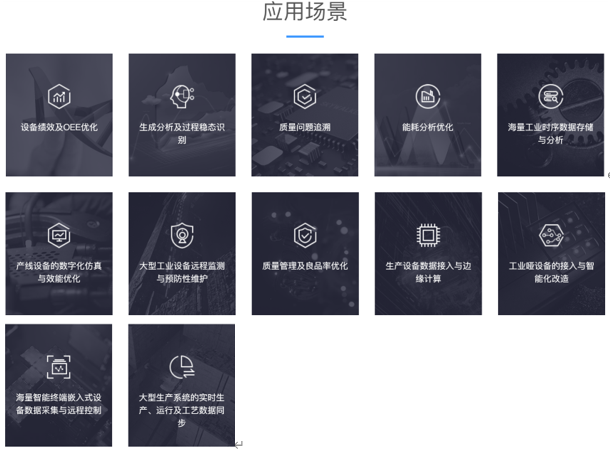 应用场景
设备绩效及OEE优化
生成分析及过程稳态识
别
质量问题追溯
能耗分析优化
海量工业时序数据存储
与分析
产线设备的数字化仿真
与效能优化
大型工业设备远程监测
与预防性维护
质量管理及良品率优化
生产设备数据接入与边
缘计算
工业哑设备的接入与智
能化改造
海量智能终端嵌入式设
备数据采集与远程控制
大型生产系统的实时生
产、运行及工艺数据同
步